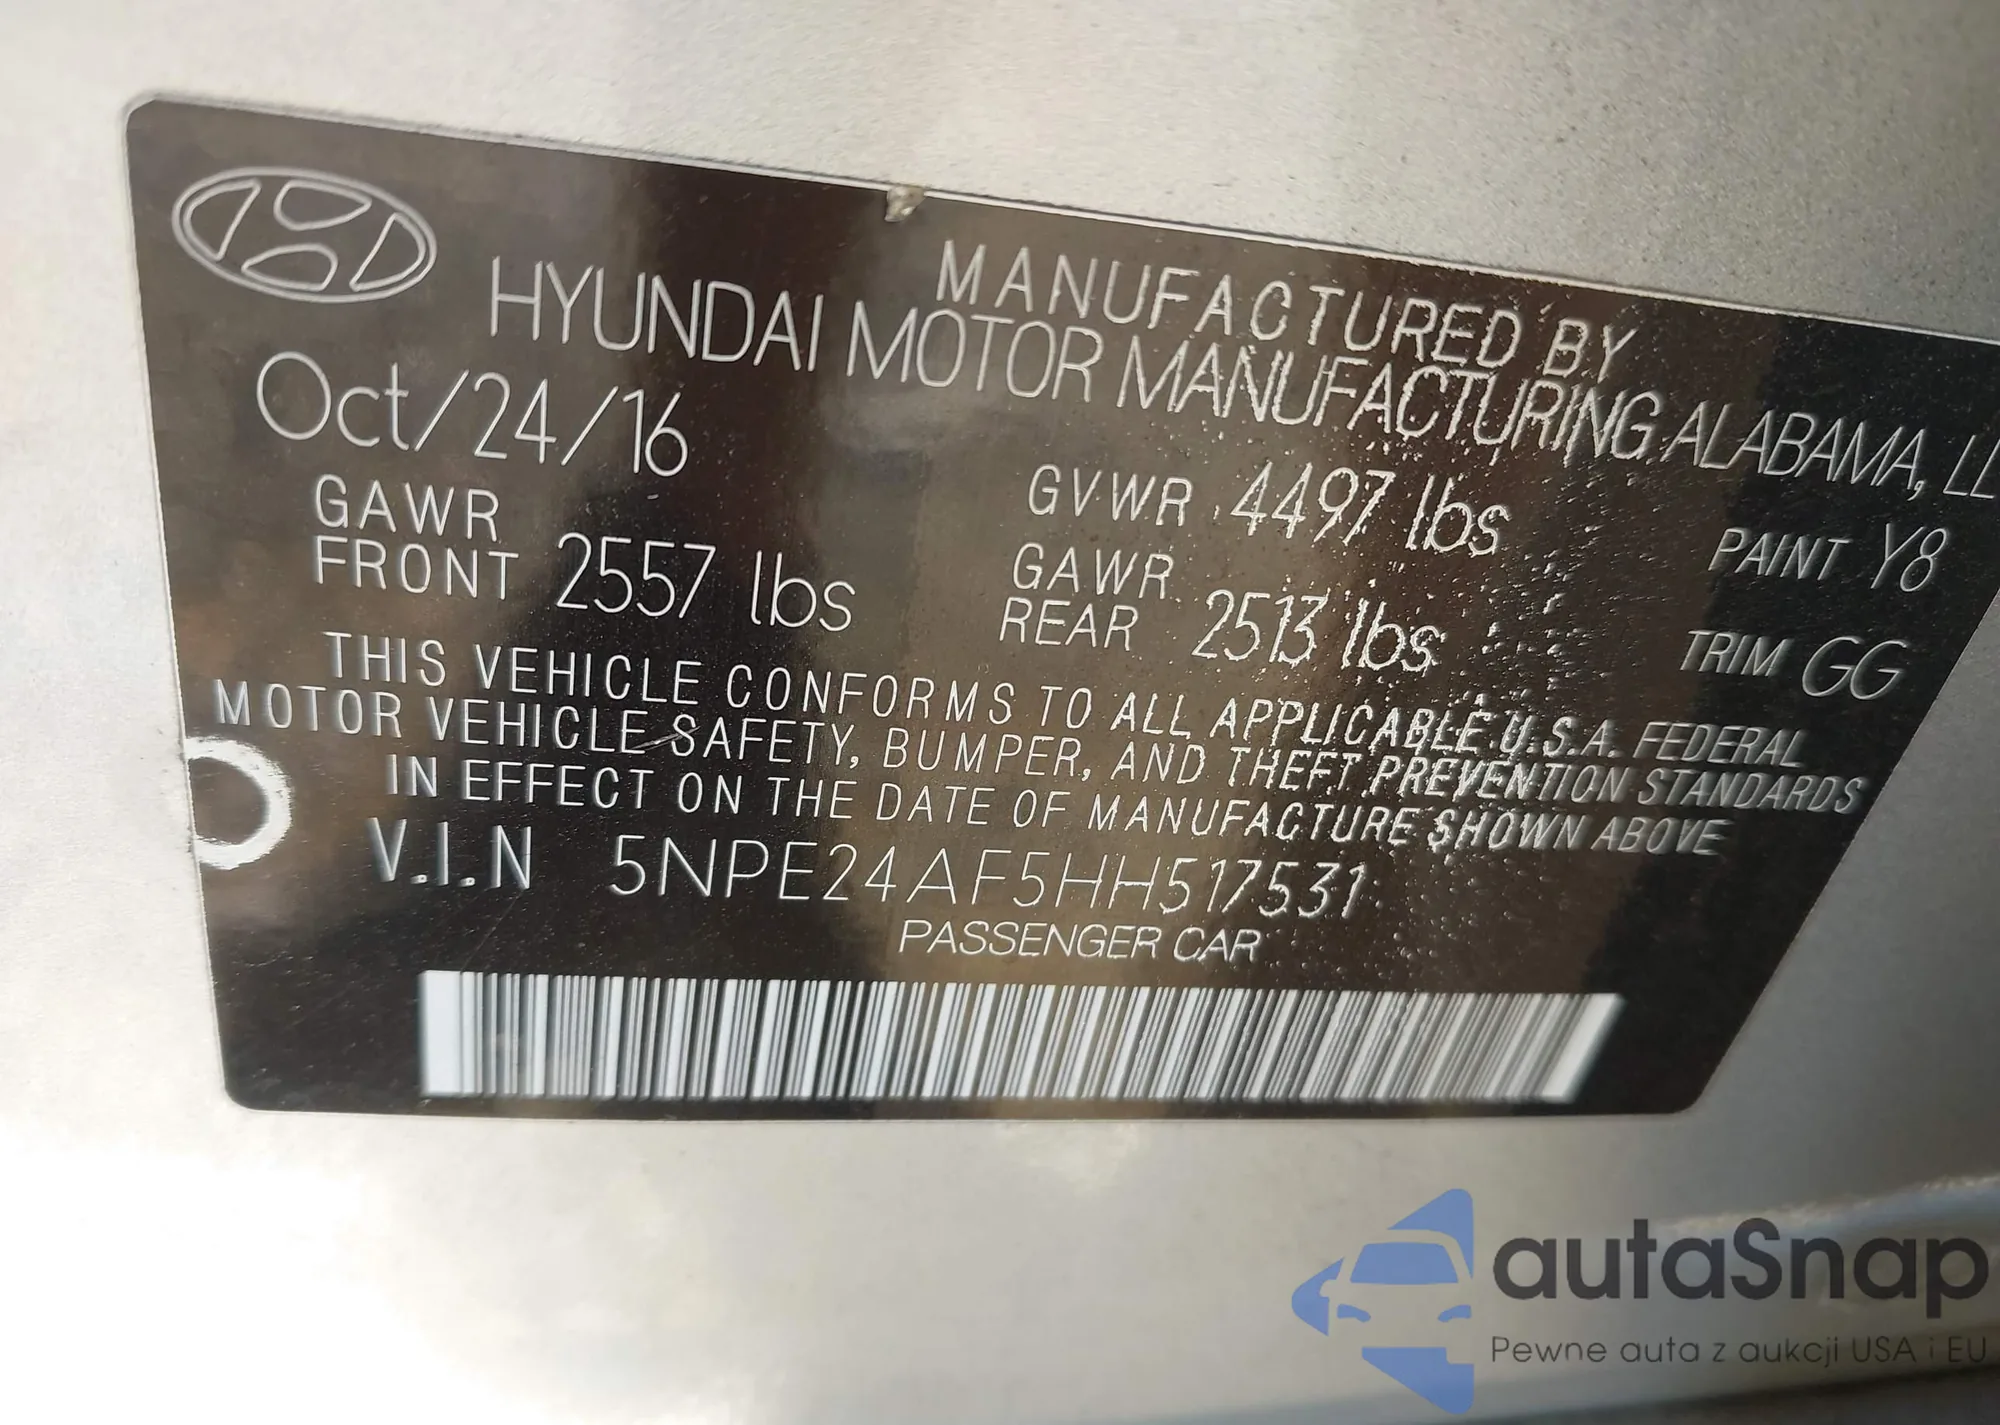 MANUFACTURED BY
HYUNDAI MOTOR MANUFACTURING ALABAMA, LL
Oct/24/16
GVWR 4497 lbs
PAINT Y8
GAWR
FRONT 2557 lbs
GAWR
REAR 2513 lbs
TRIM GG
THIS VEHICLE CONFORMS TO ALL APPLICABLE U.S.A. FEDERAL
MOTOR VEHICLE SAFETY, BUMPER, AND THEFT PREVENTION STANDARDS
IN EFFECT ON THE DATE OF MANUFACTURE SHOWN ABOVE
V.I.N 5NPE24AF5HH517531
PASSENGER CAR
autaSnap
Pewne auta z aukcji USA i EU